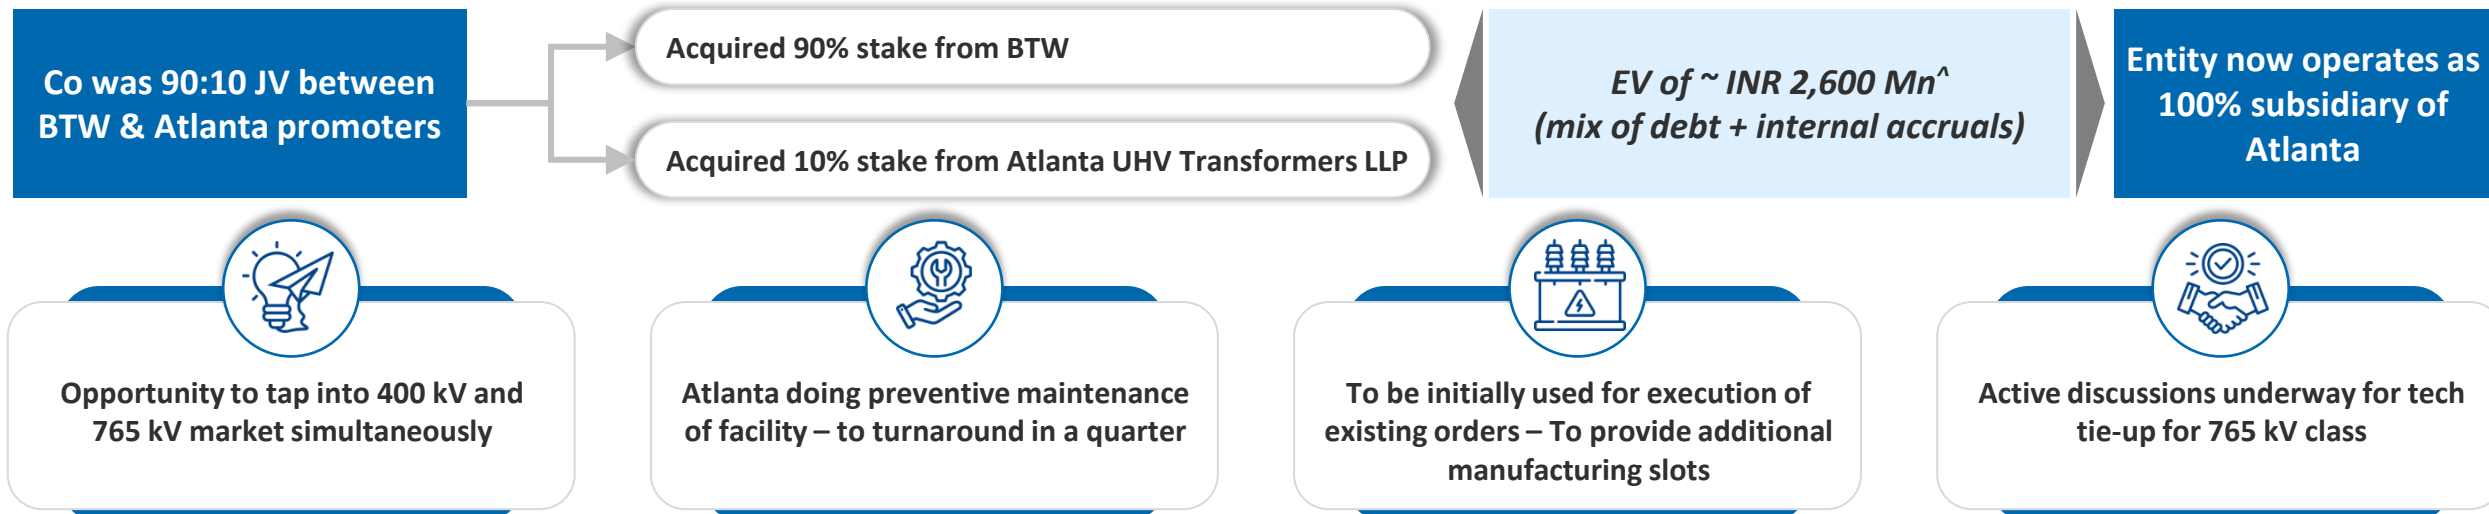 Co was 90:10 JV between
BTW & Atlanta promoters
Acquired 90% stake from BTW
Acquired 10% stake from Atlanta UHV Transformers LLP
EV of ~ INR 2,600 Mn^
(mix of debt + internal accruals)
Entity now operates as
100% subsidiary of
Atlanta
Opportunity to tap into 400 kV and
765 kV market simultaneously
Atlanta doing preventive maintenance
of facility – to turnaround in a quarter
To be initially used for execution of
existing orders – To provide additional
manufacturing slots
Active discussions underway for tech
tie-up for 765 kV class